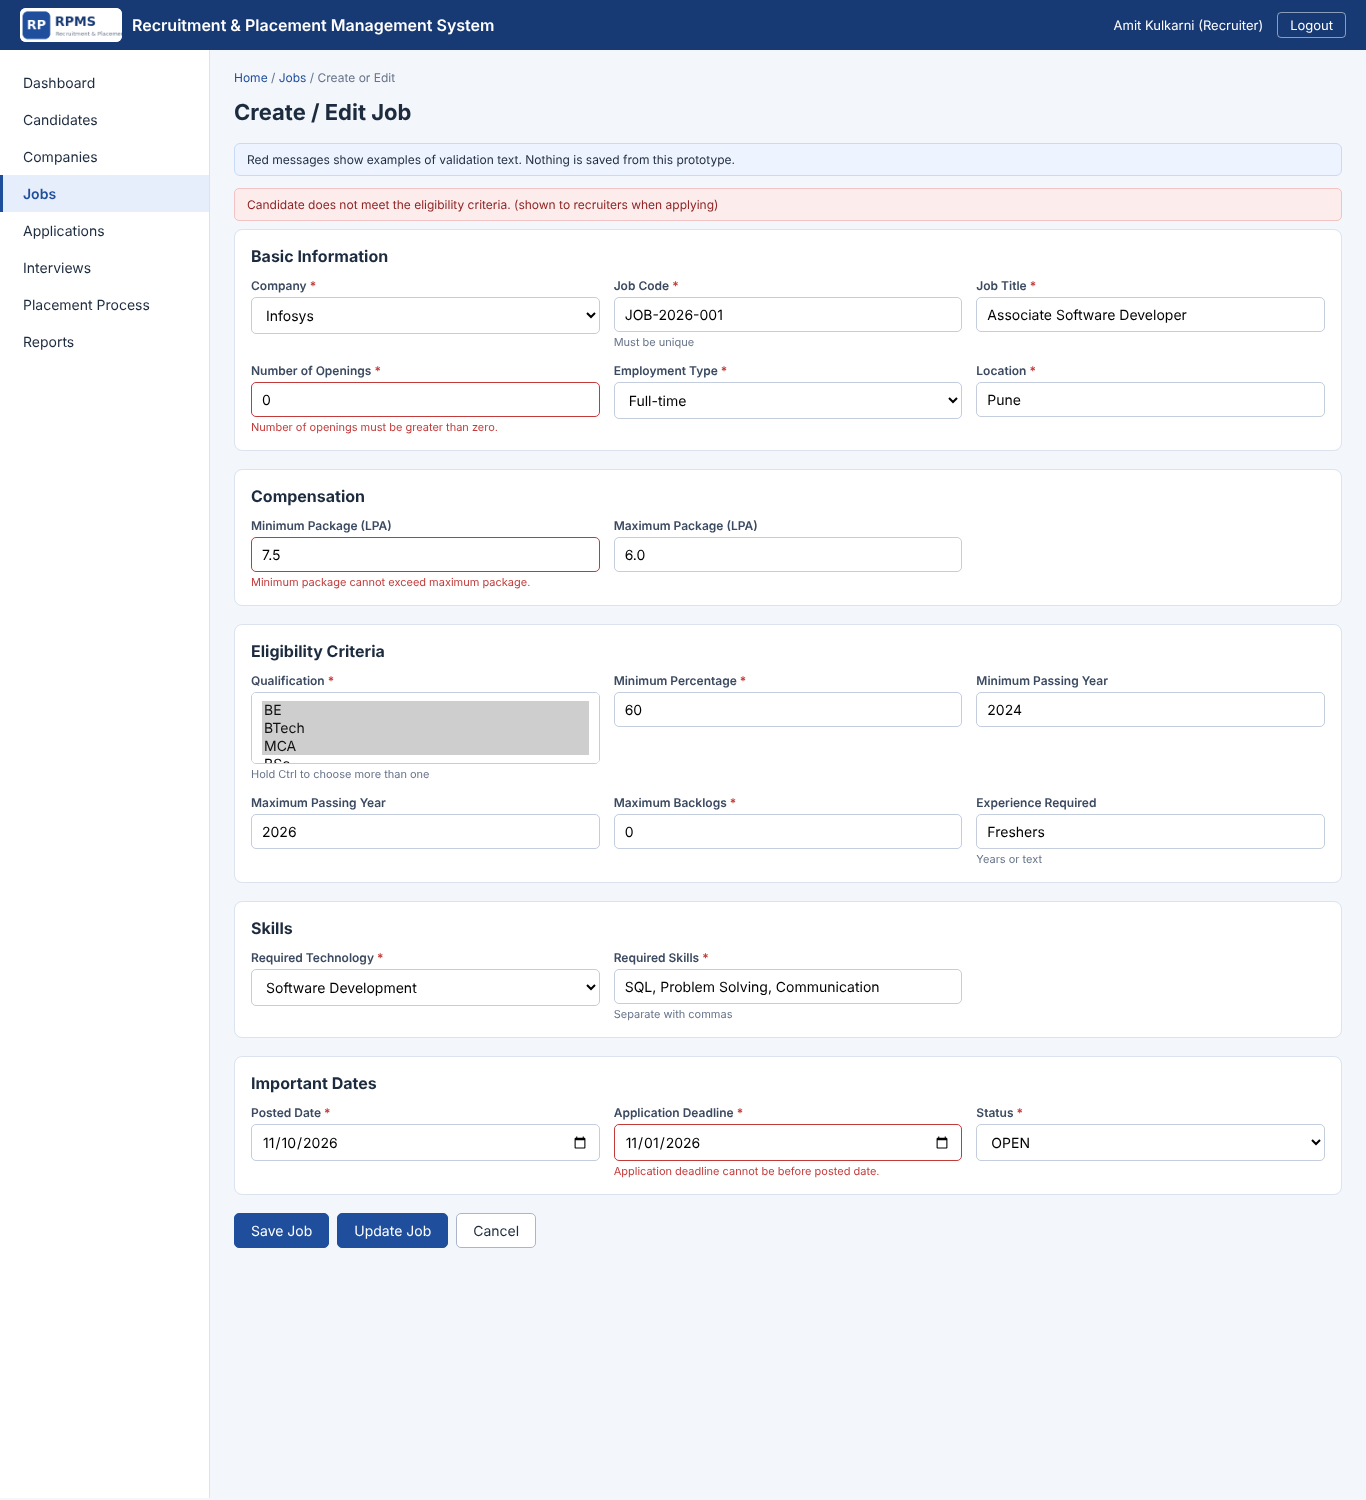 RP RPMS
Recruitment & Placement Management System
Amit Kulkarni (Recruiter)
Logout
Dashboard
Candidates
Companies
Jobs
Applications
Interviews
Placement Process
Reports
Home / Jobs / Create or Edit
Create / Edit Job
Red messages show examples of validation text. Nothing is saved from this prototype.
Candidate does not meet the eligibility criteria. (shown to recruiters when applying)
Basic Information
Company * Job Code * Job Title *
Infosys JOB-2026-001 Associate Software Developer
Must be unique
Number of Openings * Employment Type * Location *
0 Full-time Pune
Number of openings must be greater than zero.
Compensation
Minimum Package (LPA) Maximum Package (LPA)
7.5 6.0
Minimum package cannot exceed maximum package.
Eligibility Criteria
Qualification * Minimum Percentage * Minimum Passing Year
BE 60 2024
BTech
MCA
Hold Ctrl to choose more than one
Maximum Passing Year Maximum Backlogs * Experience Required
2026 0 Freshers
Years or text
Skills
Required Technology * Required Skills *
Software Development SQL, Problem Solving, Communication
Separate with commas
Important Dates
Posted Date * Application Deadline * Status *
11/10/2026 11/01/2026 OPEN
Application deadline cannot be before posted date.
Save Job Update Job Cancel